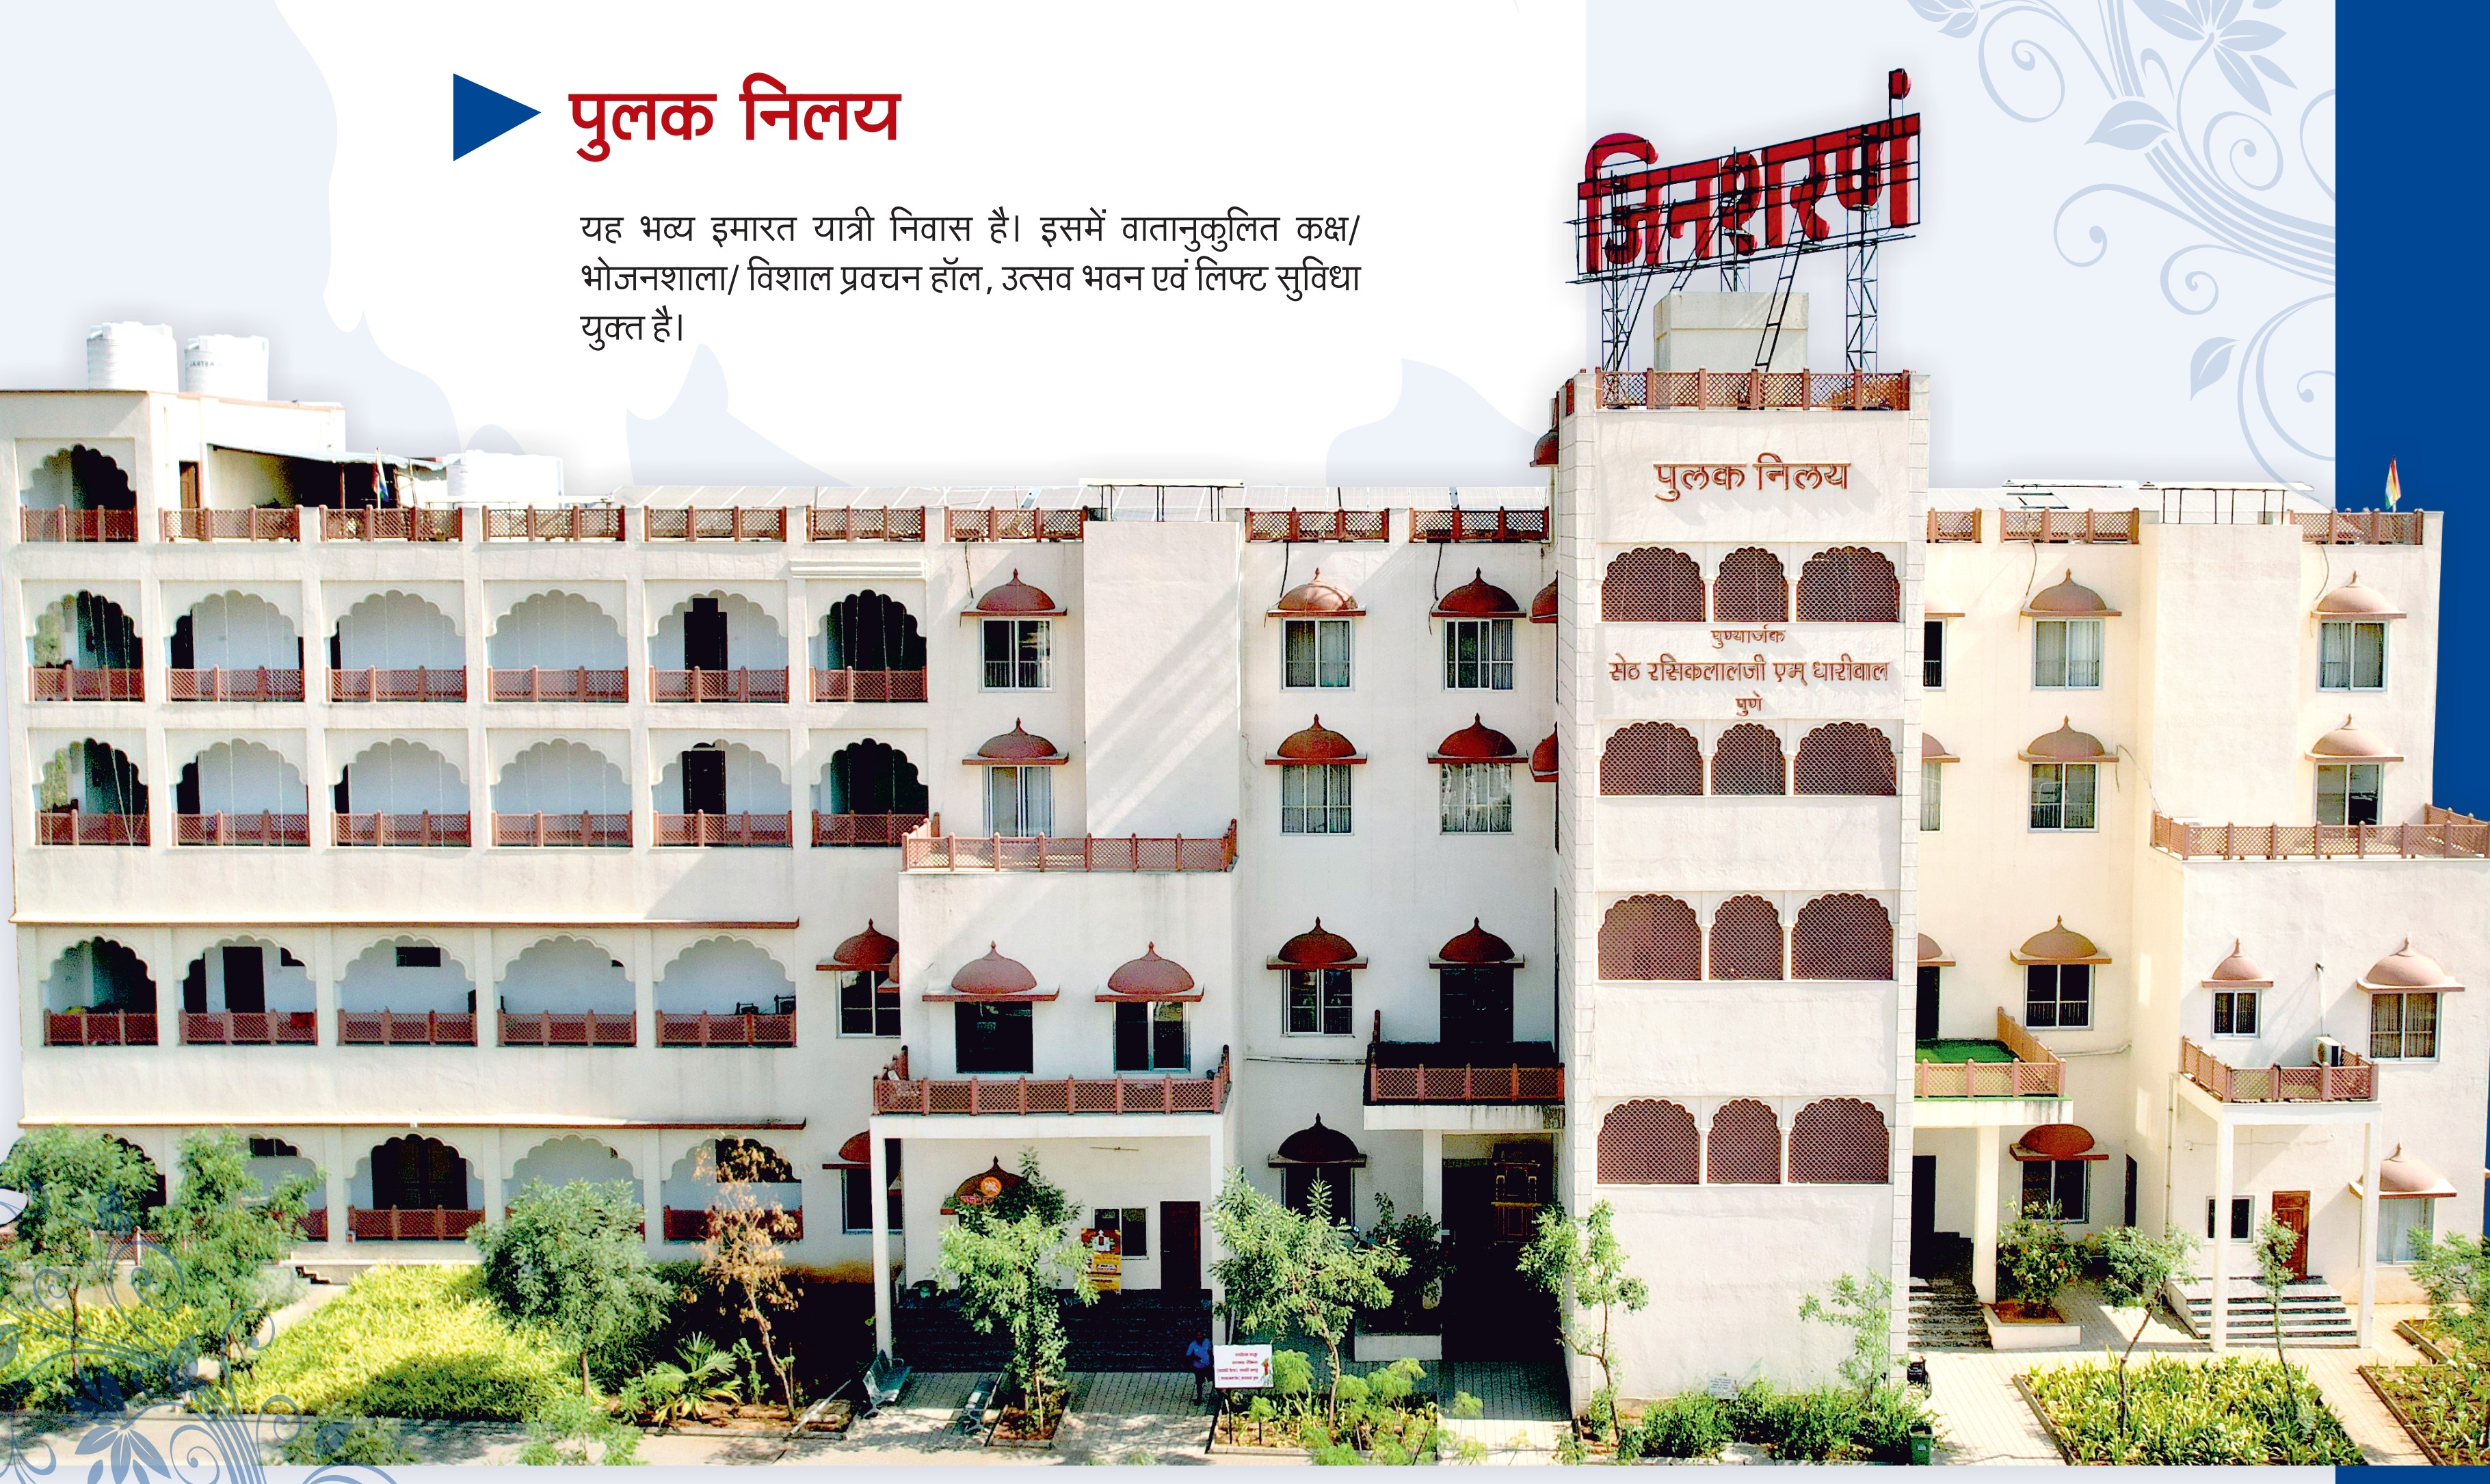 पुलक निलय
यह भव्य इमारत यात्री निवास है। इसमें वातानुकुलित कक्ष/
भोजनशाला/ विशाल प्रवचन हॉल, उत्सव भवन एवं लिफ्ट सुविधा
युक्त है।
जिनशरणं
पुलक निलय
पुण्यार्जक
सेठ रसिकलालजी एम् धारीवाल
पुणे